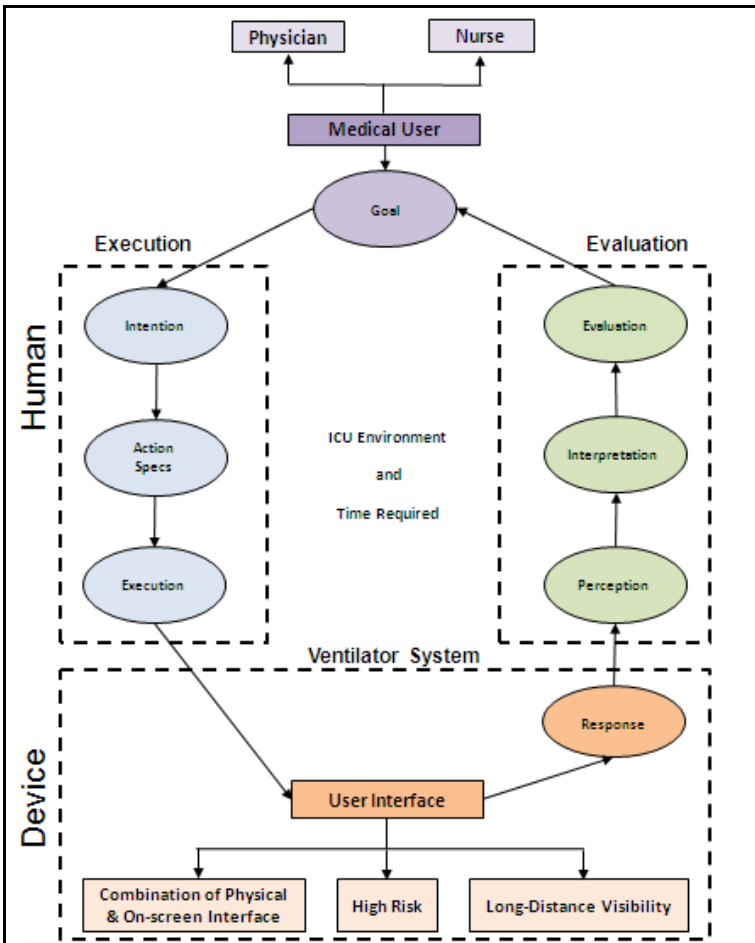 Physician
Nurse
Medical User
Goal
Execution
Evaluation
Human
Intention
Evaluation
Action
Specs
ICU Environment
and
Time Required
Interpretation
Execution
Perception
Ventilator System
Device
Response
User Interface
Combination of Physical
& On-screen Interface
High Risk
Long-Distance Visibility